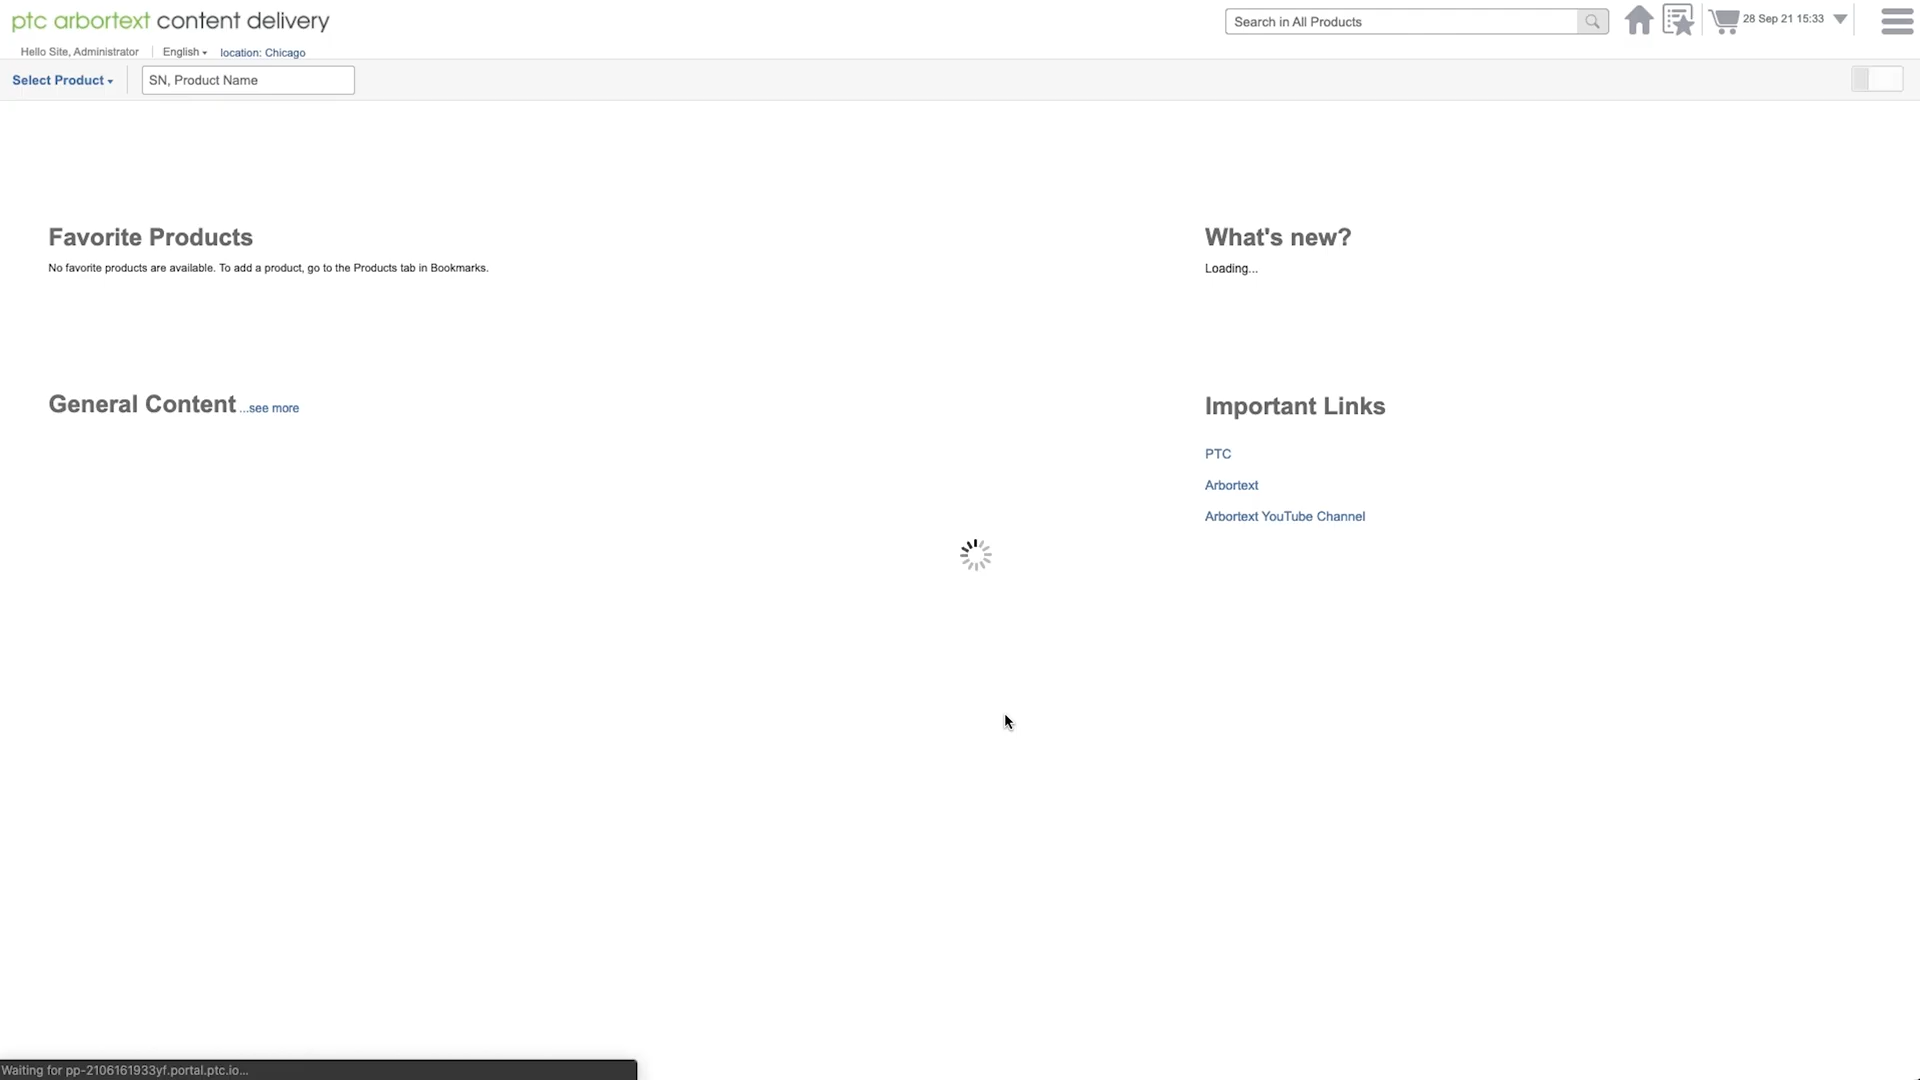 ptc arbortext content delivery
Search in All Products
28 Sep 21 15:33
Hello Site, Administrator
English
location: Chicago
Select Product
SN, Product Name
Favorite Products
No favorite products are available. To add a product, go to the Products tab in Bookmarks.
What's new?
Loading...
General Content ...see more
Important Links
PTC
Arbortext
Arbortext YouTube Channel
Waiting for pp-2106161933yf.portal.ptc.io...